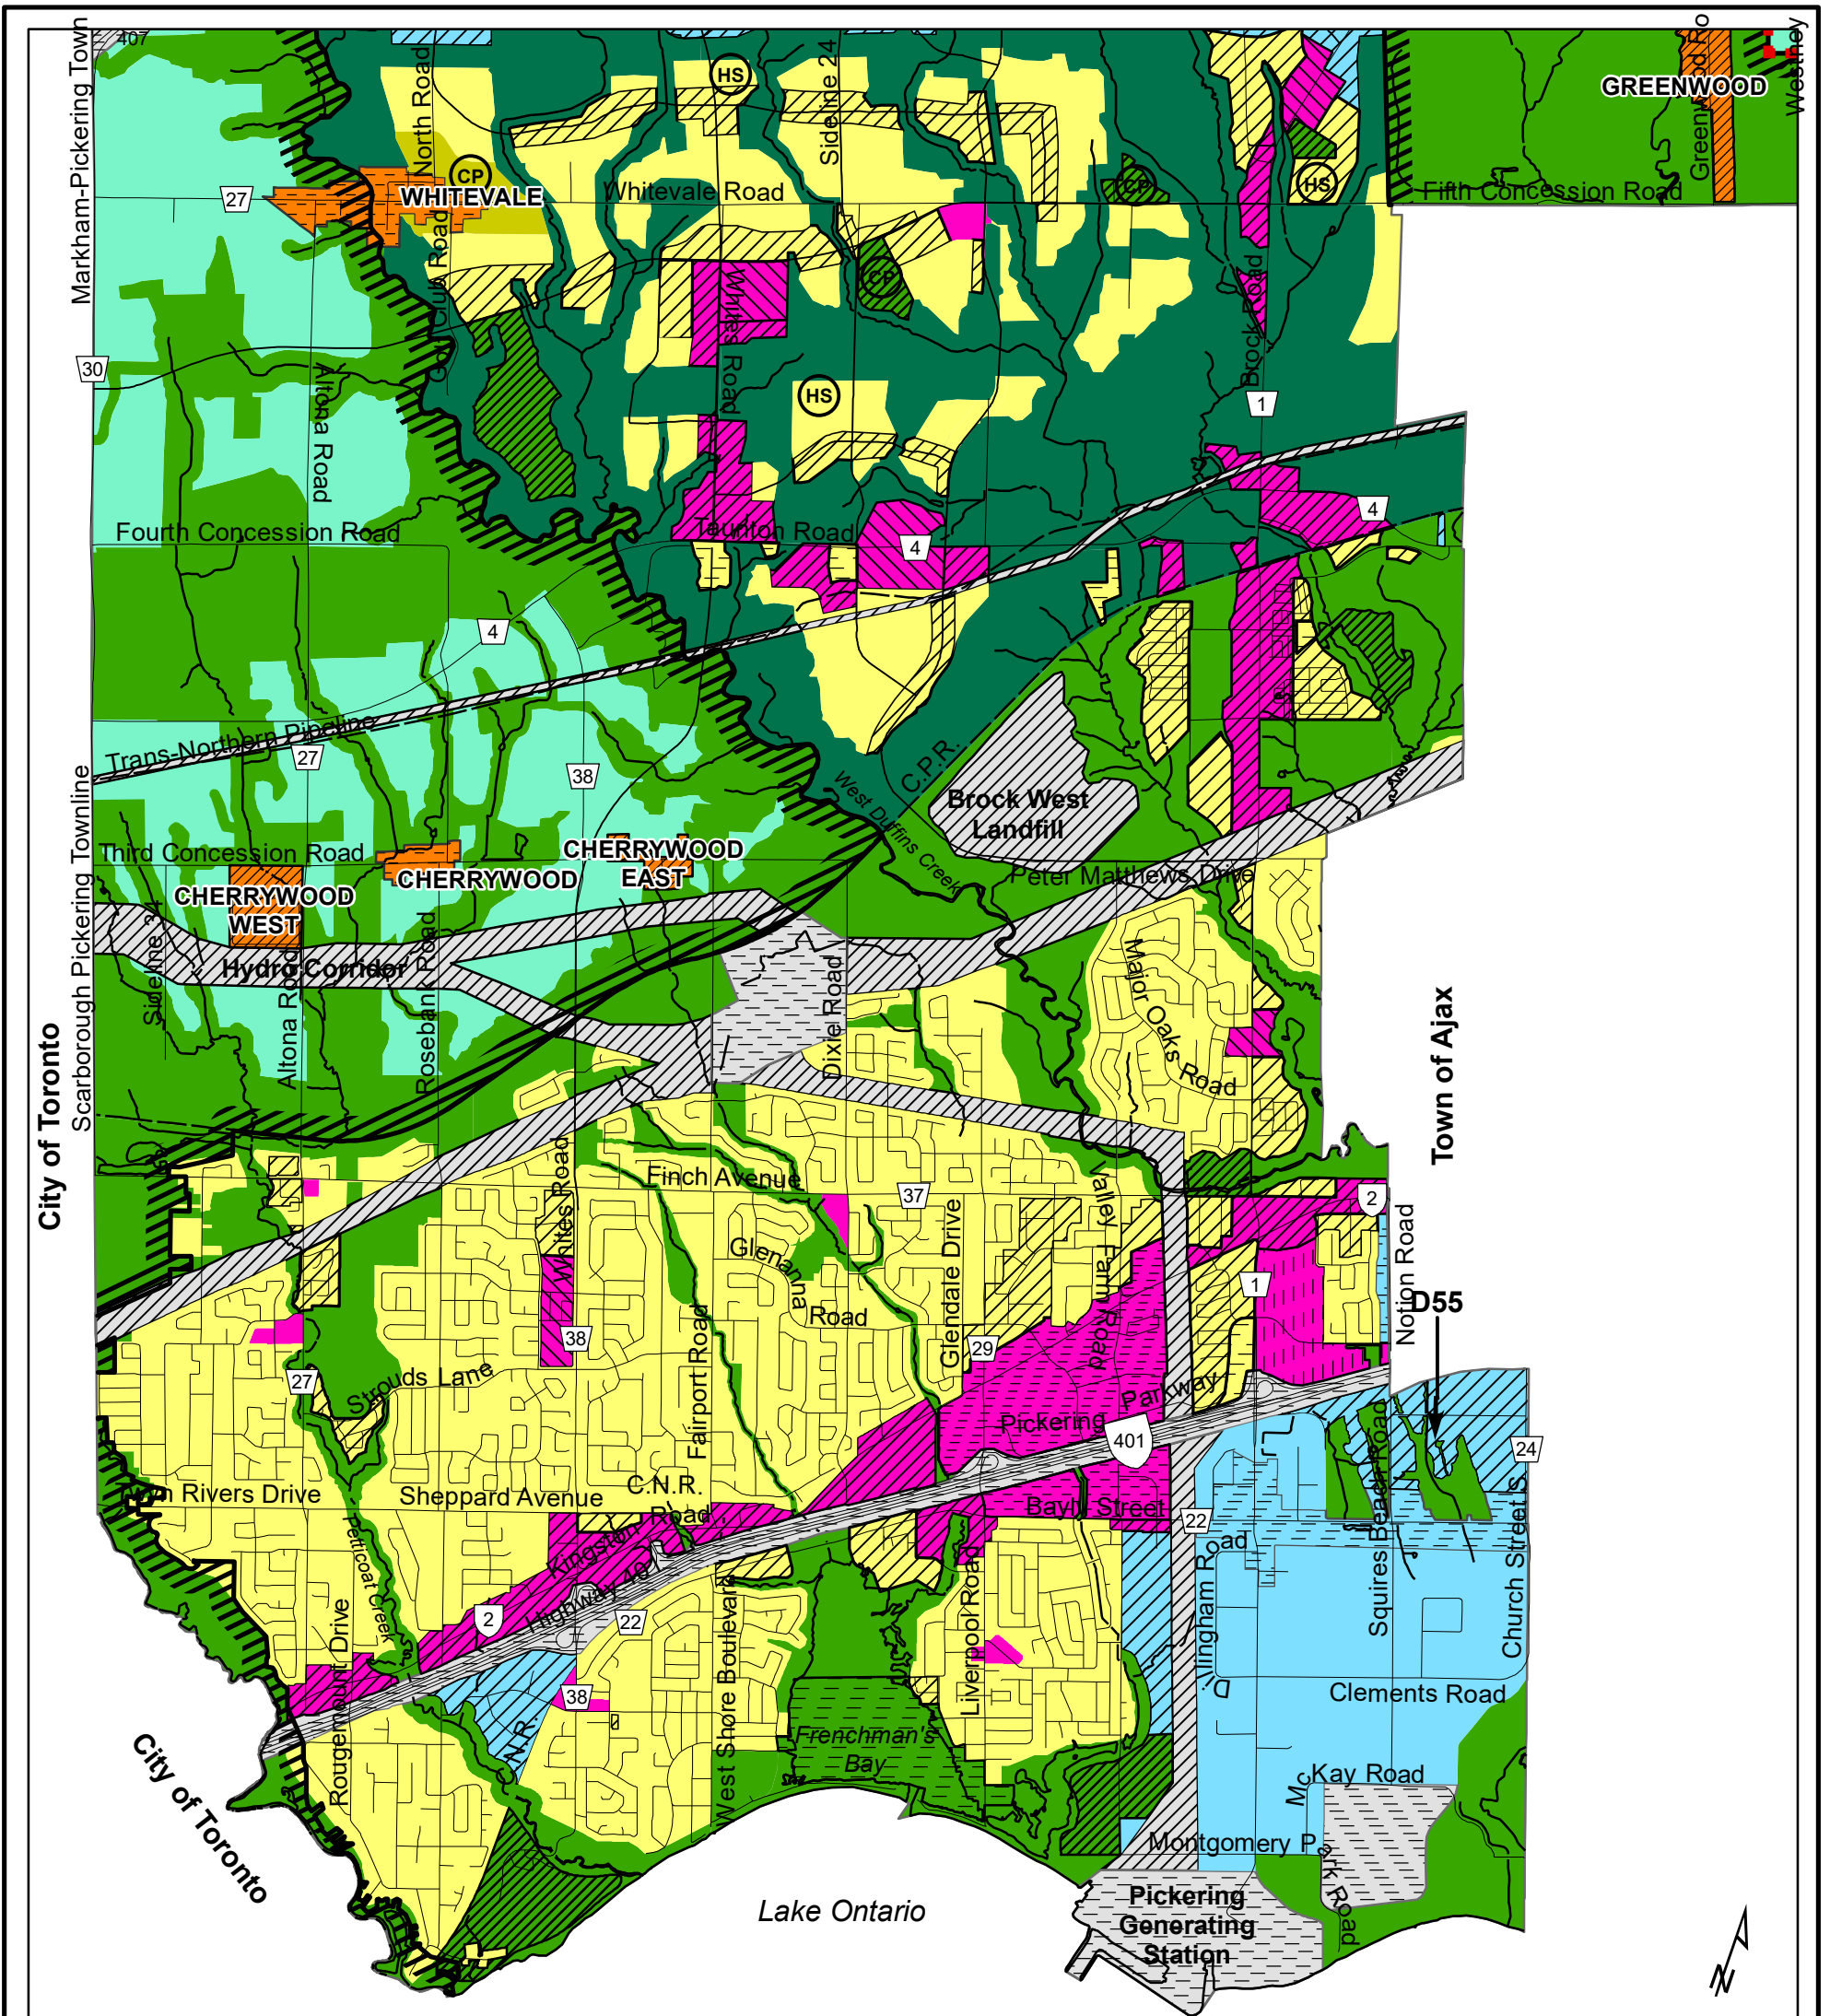 407
Markham-Pickering Town
North Road
HS
Sideline 24
GREENWOOD
Westney
CP
WHITEVALE
27
Whitevale Road
CP
HS
Fifth Concession Road
Golf Club Road
CP
Whites Road
Brock Road
30
Altona Road
HS
1
Fourth Concession Road
Taunton Road
4
4
4
Trans-Northern Pipeline
27
38
C.P.R.
West Duffins Creek
Brock West
Landfill
Third Concession Road
CHERRYWOOD
EAST
CHERRYWOOD
CHERRYWOOD
WEST
Peter Matthews Drive
Scarborough Pickering Townline
Sideline 34
Hydro Corridor
Altona Road
Rosebank Road
Dixie Road
Major Oaks Road
City of Toronto
Town of Ajax
Whites Road
Finch Avenue
37
Valley Farm Road
2
Notion Road
Glenanna
Road
Glendale Drive
1
D55
38
29
Fairport Road
27
Strouds Lane
Pickering Parkway
401
24
Squires Beach Road
Church Street S
Rivers Drive
Sheppard Avenue
C.N.R.
Kingston Road
Bayly Street
22
Petticoat Creek
Highway 401
Dillingham Road
2
22
West Shore Boulevard
Liverpool Road
Rougemount Drive
38
Clements Road
N.R.
Frenchman's
Bay
City of Toronto
McKay Road
Montgomery Park Road
Lake Ontario
Pickering
Generating
Station
N